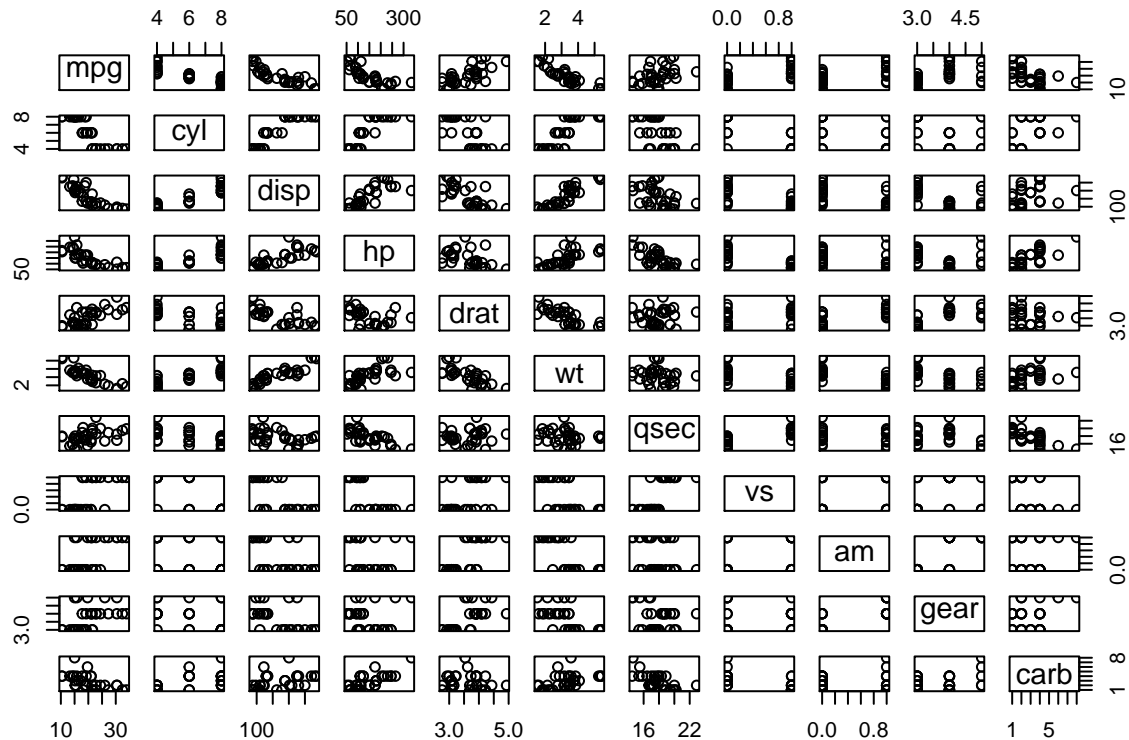 4 6 8 50 300 2 4 0.0 0.8 3.0 4.5
mpg 10
4 8 cyl
disp 100
50 hp
drat 3.0
2 wt
qsec 16
0.0 vs
am 0.0
3.0 gear
carb 1 8
10 30 100 3.0 5.0 16 22 0.0 0.8 1 5